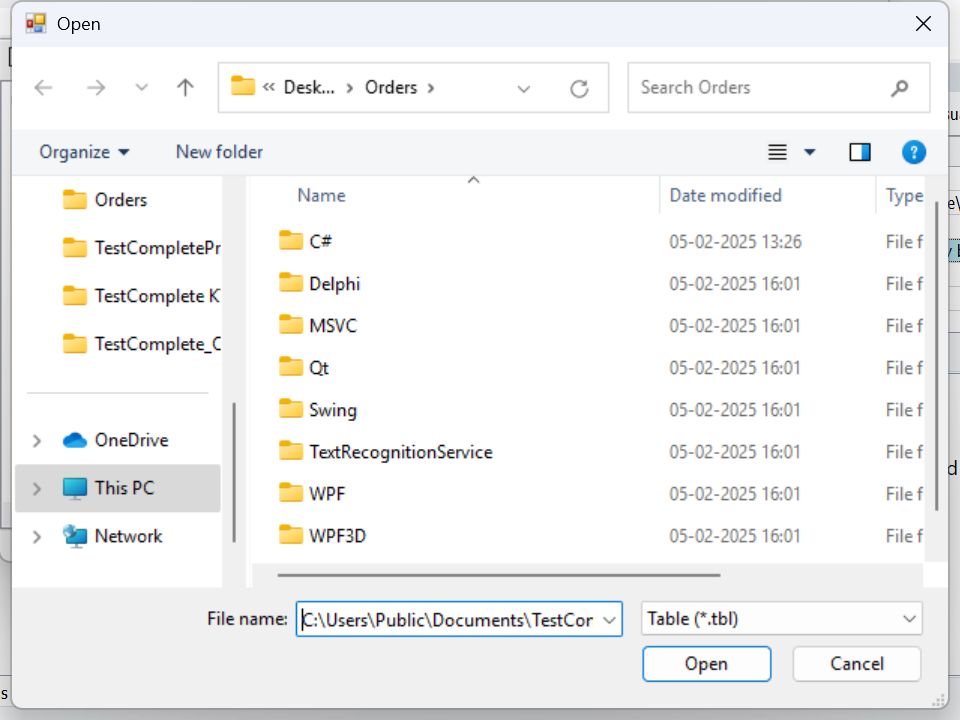 Open
« Desk... › Orders ›
Search Orders
Organize
New folder
?
Name
Date modified
Type
Orders
TestCompletePr
TestComplete K
TestComplete_C
OneDrive
This PC
Network
C# 05-02-2025 13:26 File f
Delphi 05-02-2025 16:01 File f
MSVC 05-02-2025 16:01 File f
Qt 05-02-2025 16:01 File f
Swing 05-02-2025 16:01 File f
TextRecognitionService 05-02-2025 16:01 File f
WPF 05-02-2025 16:01 File f
WPF3D 05-02-2025 16:01 File f
File name: C:\Users\Public\Documents\TestCor
Table (*.tbl)
Open
Cancel